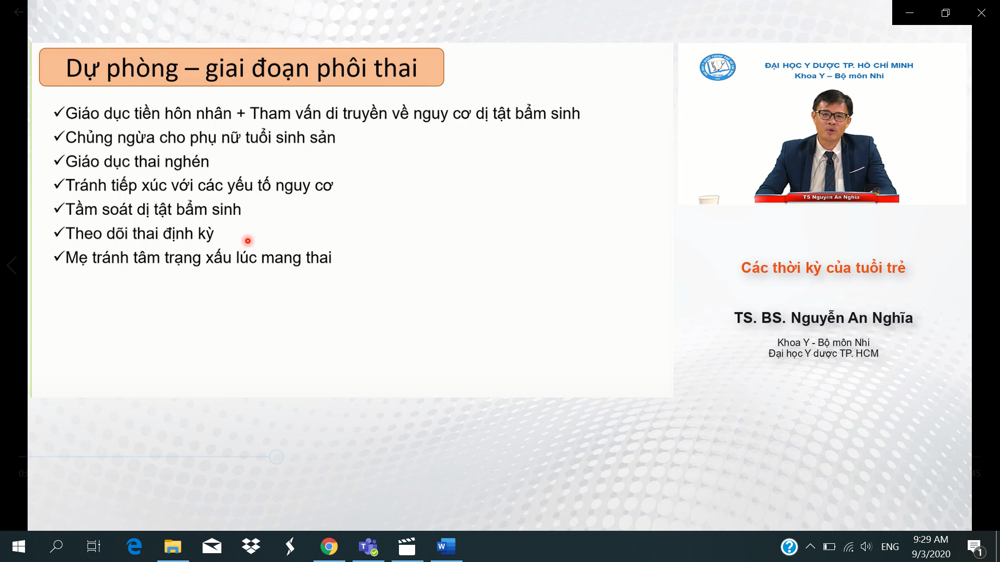 Dự phòng – giai đoạn phôi thai
✓Giáo dục tiền hôn nhân + Tham vấn di truyền về nguy cơ dị tật bẩm sinh
✓Chủng ngừa cho phụ nữ tuổi sinh sản
✓Giáo dục thai nghén
✓Tránh tiếp xúc với các yếu tố nguy cơ
✓Tầm soát dị tật bẩm sinh
✓Theo dõi thai định kỳ
✓Mẹ tránh tâm trạng xấu lúc mang thai
ĐẠI HỌC Y DƯỢC TP. HỒ CHÍ MINH
Khoa Y – Bộ môn Nhi
TS Nguyễn An Nghĩa
Các thời kỳ của tuổi trẻ
TS. BS. Nguyễn An Nghĩa
Khoa Y - Bộ môn Nhi
Đại học Y dược TP. HCM
45
ENG
9:29 AM
9/3/2020
1